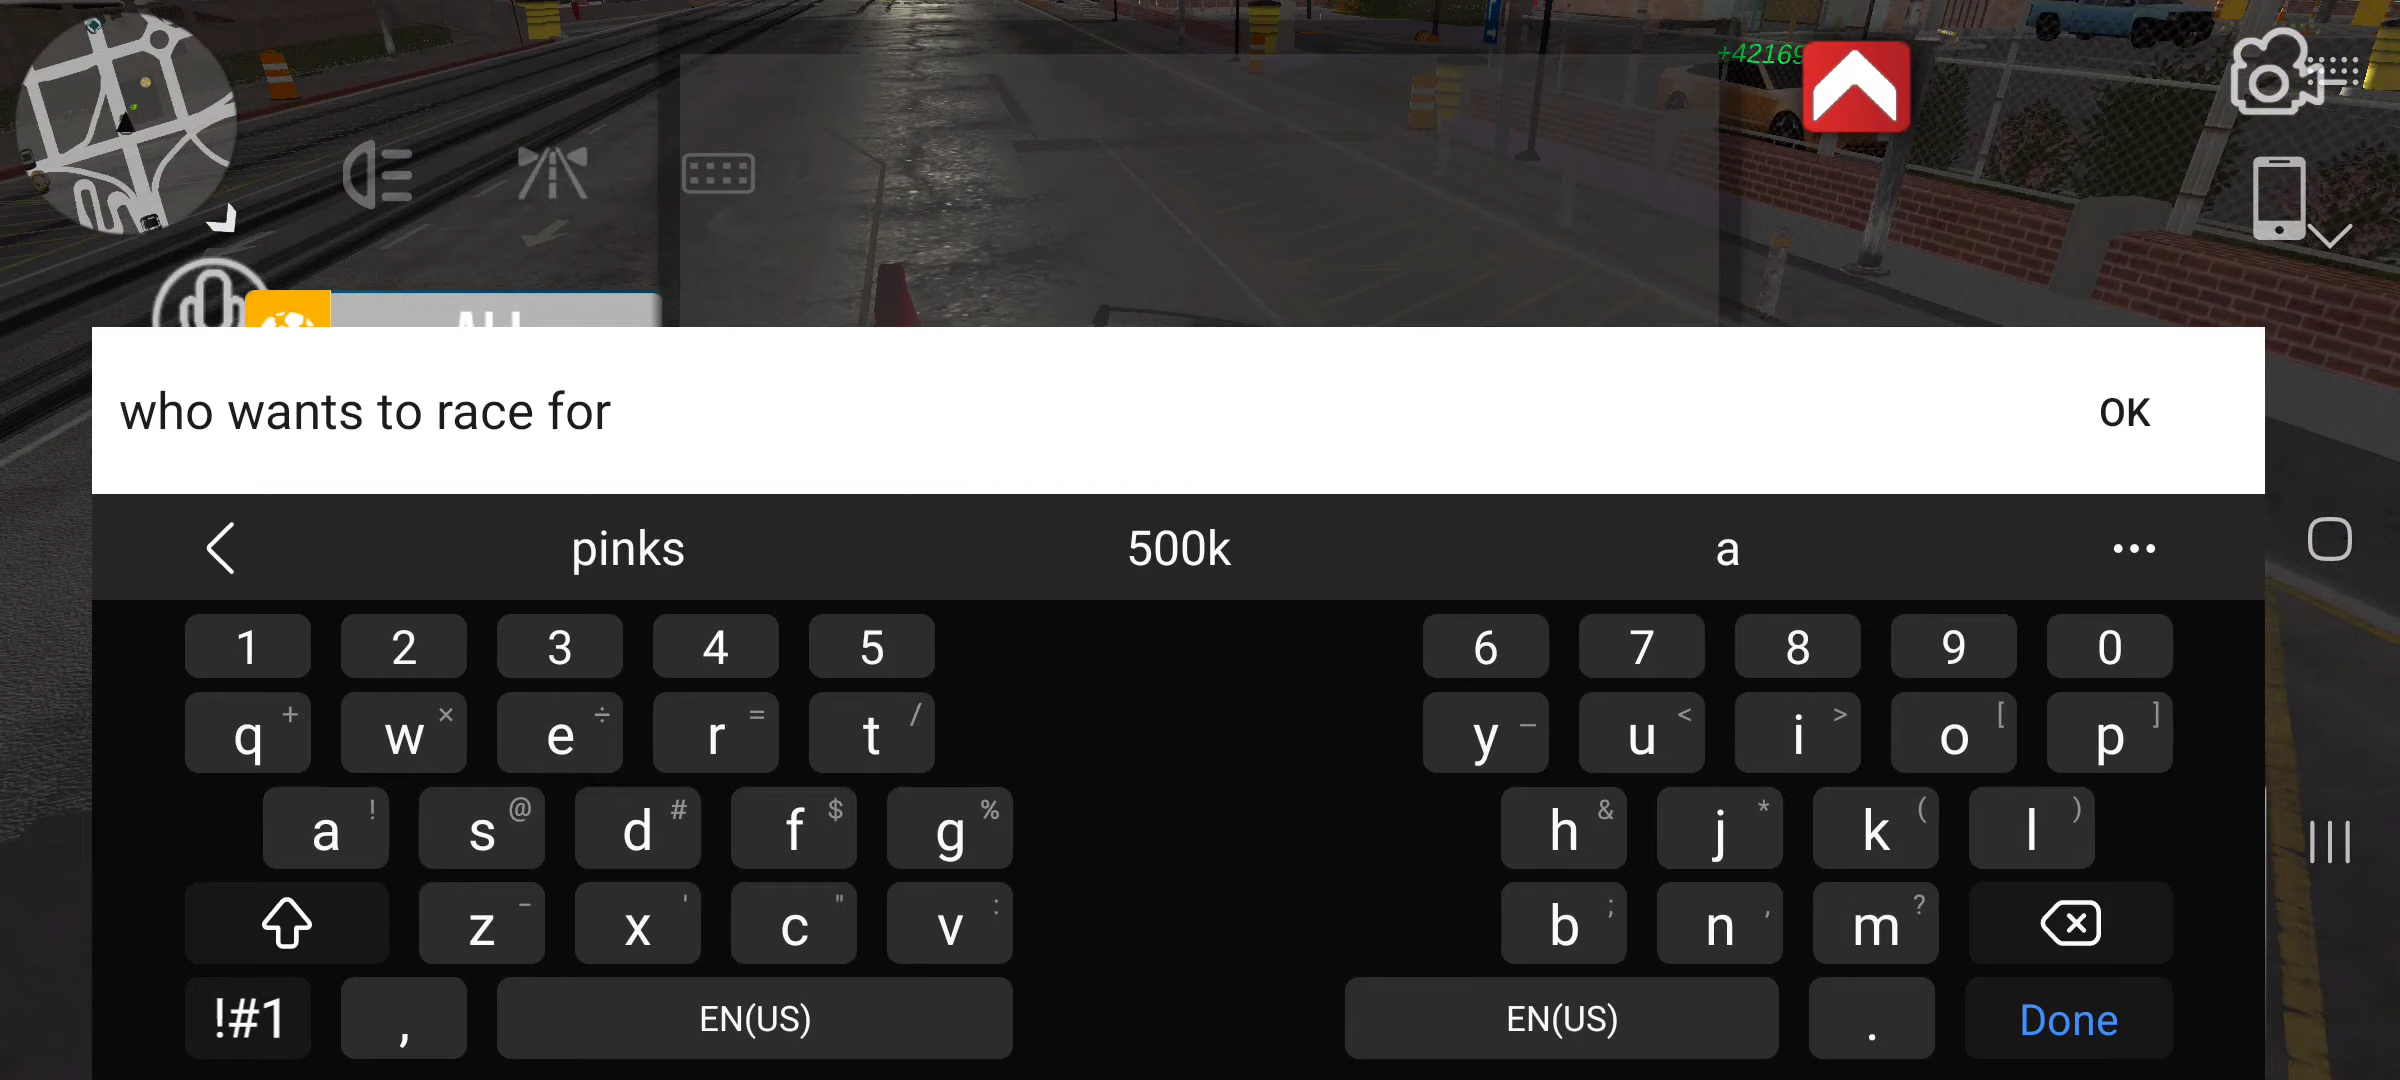 +42169
ALL
who wants to race for
OK
pinks 500k a ...
1 2 3 4 5 6 7 8 9 0
q + w × e ÷ r = t / y _ u < i > o [ p ]
a ! s @ d # f $ g % h & j * k ( l )
z - x ' c " v : b ; n , m ?
!#1 , EN(US) EN(US) . Done